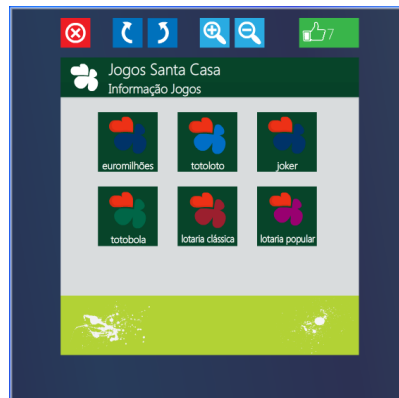 7
Jogos Santa Casa
Informação Jogos
euromilhões totoloto joker
totobola lotaria clássica lotaria popular